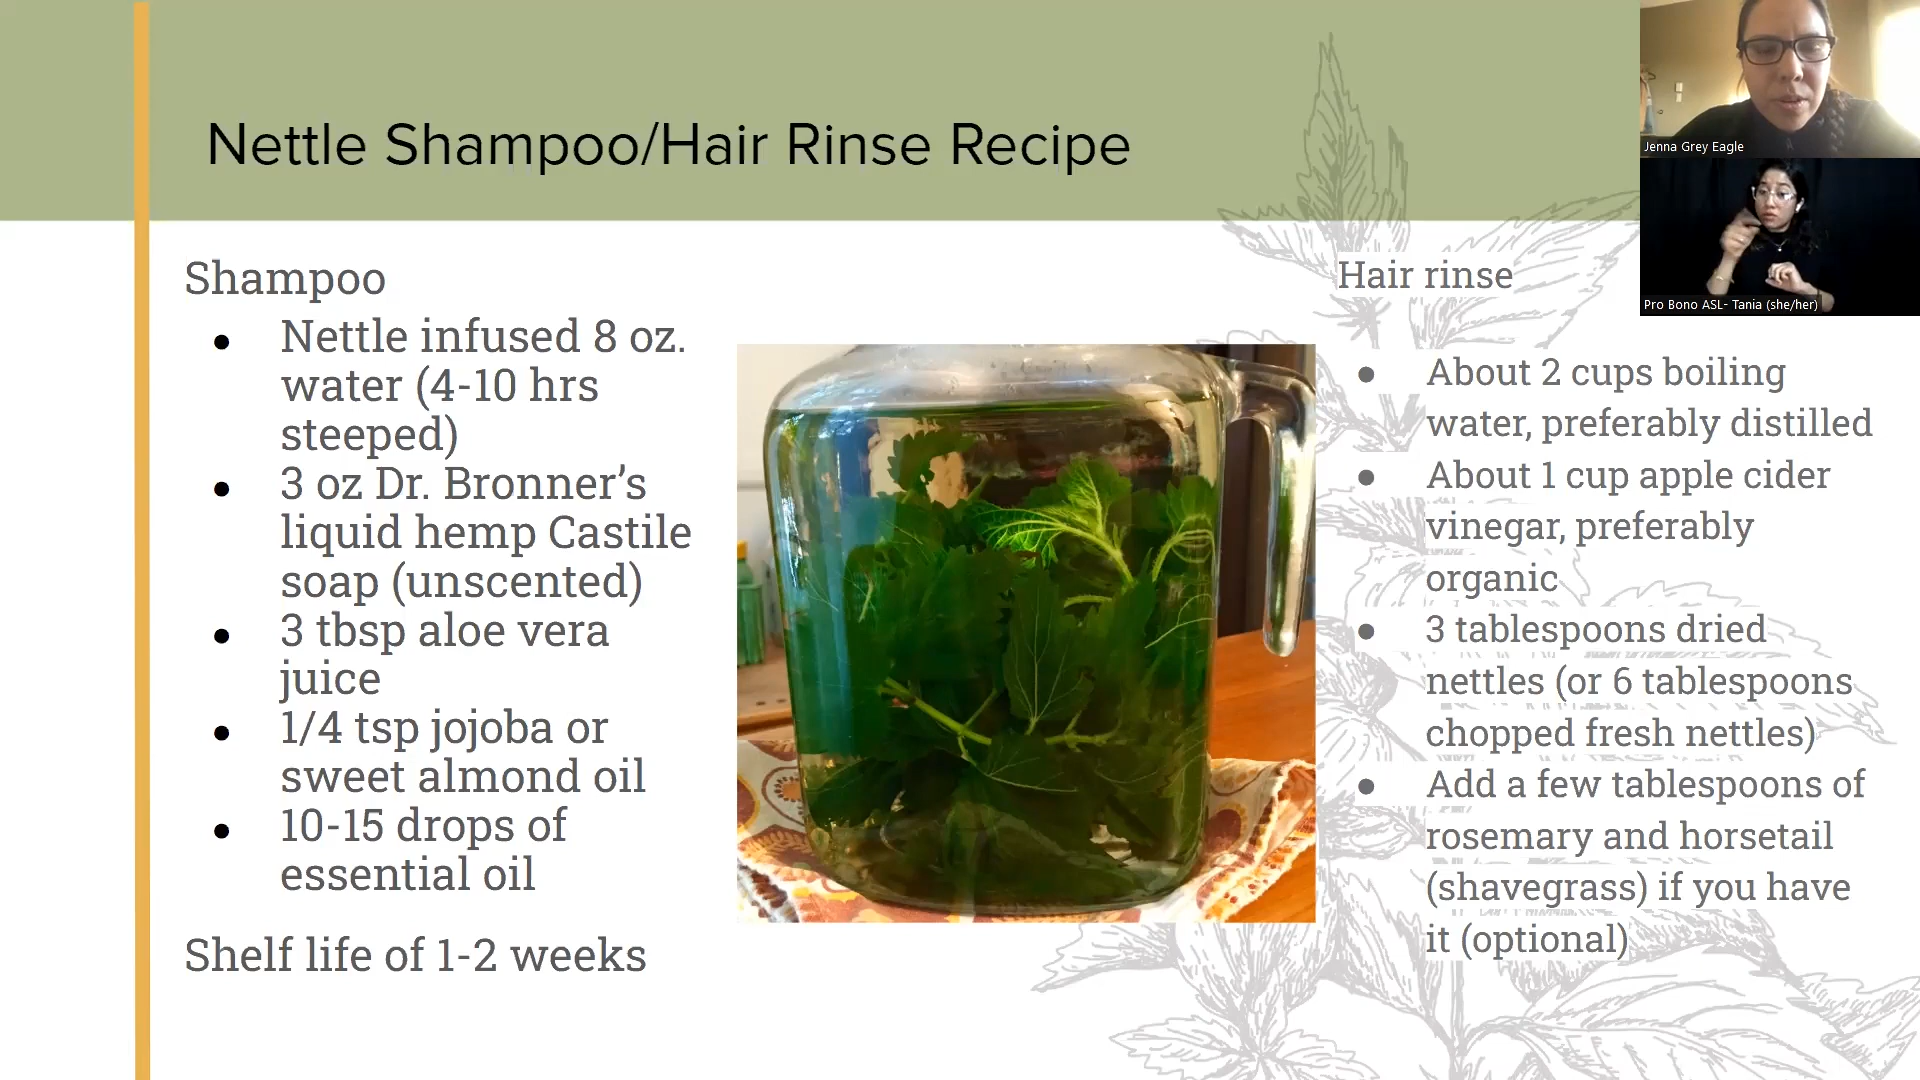 Nettle Shampoo/Hair Rinse Recipe
Shampoo
● Nettle infused 8 oz.
water (4-10 hrs
steeped)
● 3 oz Dr. Bronner’s
liquid hemp Castile
soap (unscented)
● 3 tbsp aloe vera
juice
● 1/4 tsp jojoba or
sweet almond oil
● 10-15 drops of
essential oil
Shelf life of 1-2 weeks
Hair rinse
● About 2 cups boiling
water, preferably distilled
● About 1 cup apple cider
vinegar, preferably
organic
● 3 tablespoons dried
nettles (or 6 tablespoons
chopped fresh nettles)
● Add a few tablespoons of
rosemary and horsetail
(shavegrass) if you have
it (optional)
Jenna Grey Eagle
Pro Bono ASL- Tania (she/her)